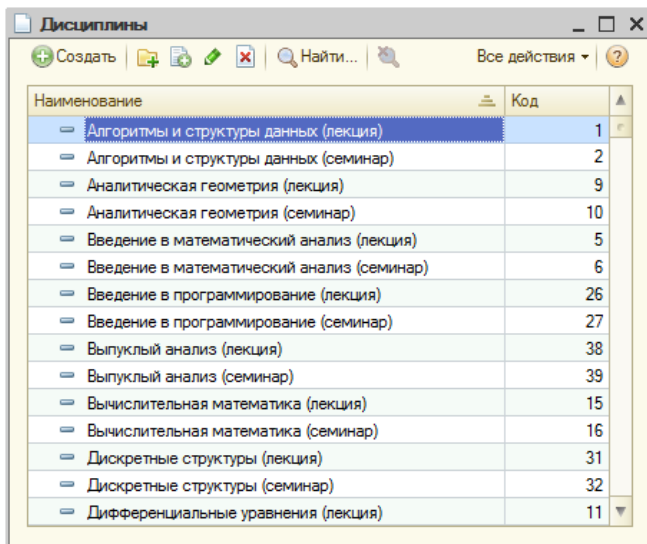 Дисциплины
Создать Найти... Все действия
Наименование Код
Алгоритмы и структуры данных (лекция) 1
Алгоритмы и структуры данных (семинар) 2
Аналитическая геометрия (лекция) 9
Аналитическая геометрия (семинар) 10
Введение в математический анализ (лекция) 5
Введение в математический анализ (семинар) 6
Введение в программирование (лекция) 26
Введение в программирование (семинар) 27
Выпуклый анализ (лекция) 38
Выпуклый анализ (семинар) 39
Вычислительная математика (лекция) 15
Вычислительная математика (семинар) 16
Дискретные структуры (лекция) 31
Дискретные структуры (семинар) 32
Дифференциальные уравнения (лекция) 11